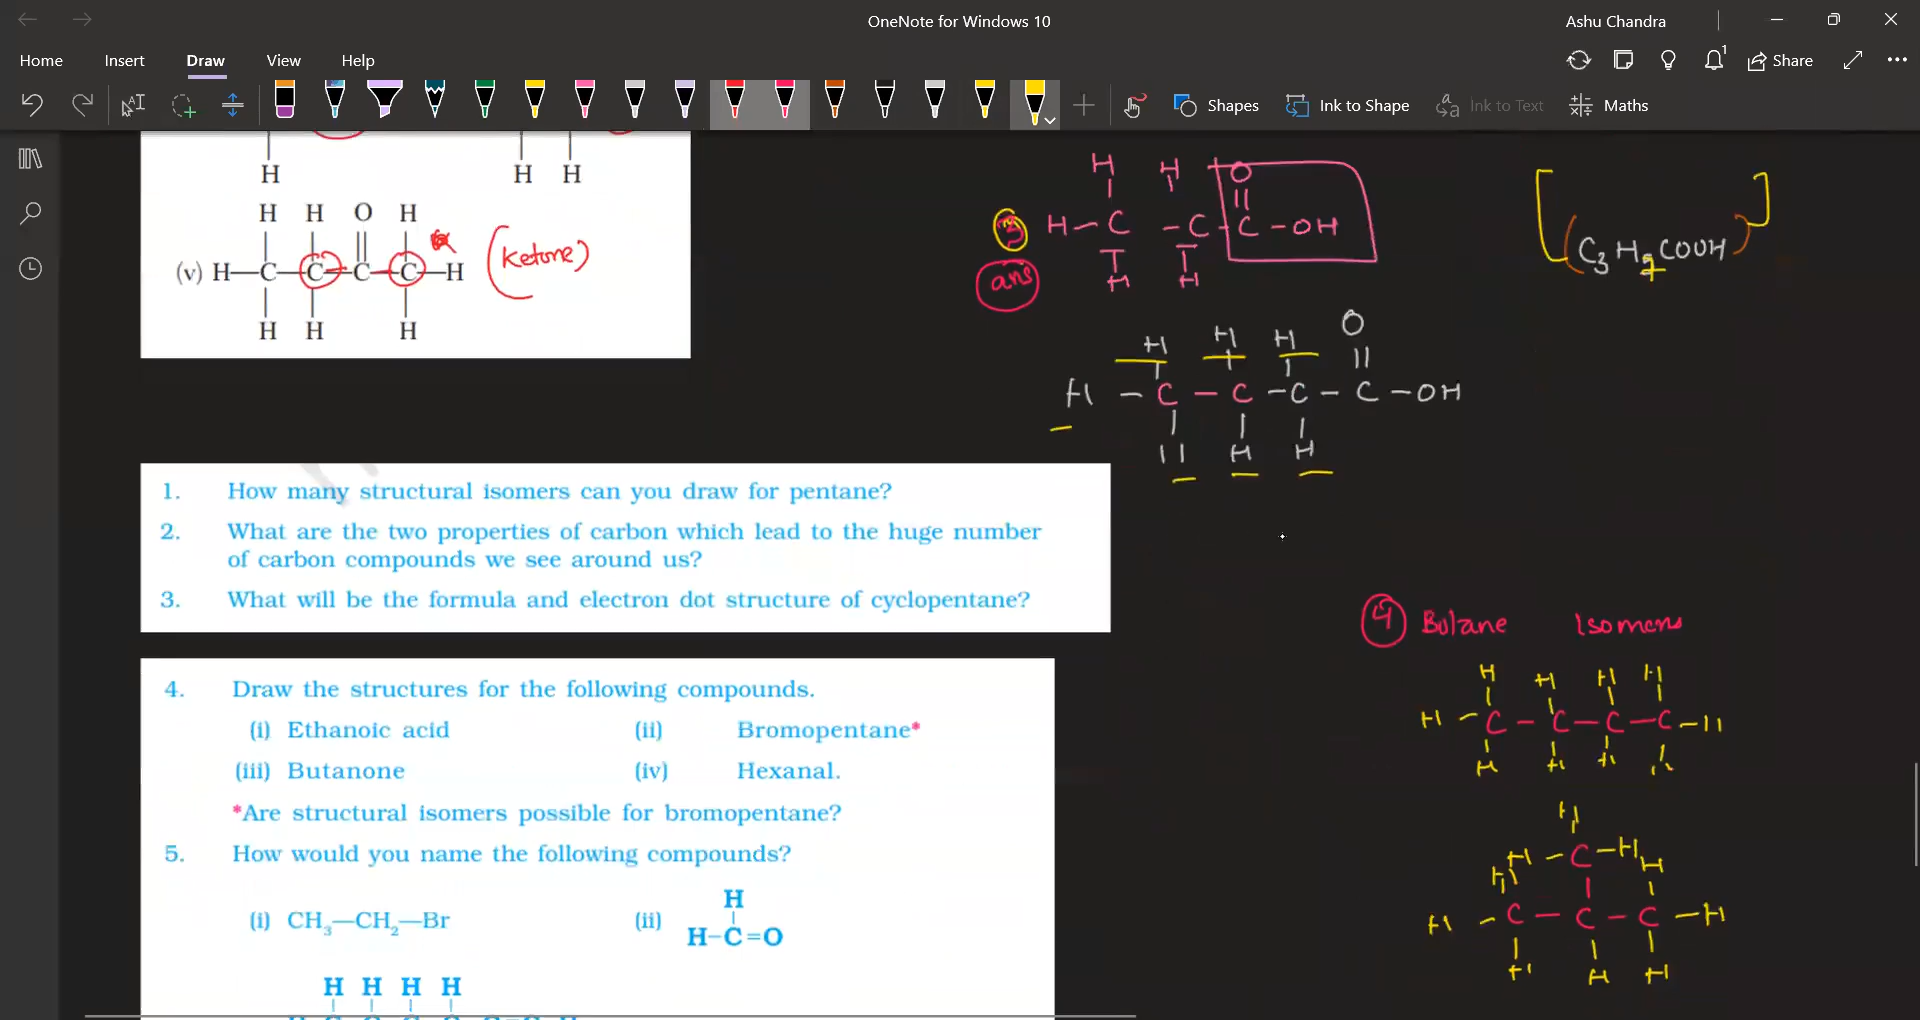 OneNote for Windows 10
Ashu Chandra
Home Insert Draw View Help
1 Share
Shapes Ink to Shape Ink to Text Maths
H H H
H H O H
(v) H—C—C—C—C—H
H H H
(ketone)
H H O
3 H-C-C-C-OH
H H
ans
(C3H7COOH)
H H H O
H-C-C-C-C-OH
H H H
1. How many structural isomers can you draw for pentane?
2. What are the two properties of carbon which lead to the huge number
of carbon compounds we see around us?
3. What will be the formula and electron dot structure of cyclopentane?
4. Draw the structures for the following compounds.
(i) Ethanoic acid (ii) Bromopentane*
(iii) Butanone (iv) Hexanal.
*Are structural isomers possible for bromopentane?
5. How would you name the following compounds?
(i) CH3—CH2—Br (ii)
H
H-C=O
H H H H
4 Butane Isomers
H H H H
H-C-C-C-C-H
H H H H
H
H-C-H H
H
H-C-C-C-H
H H H